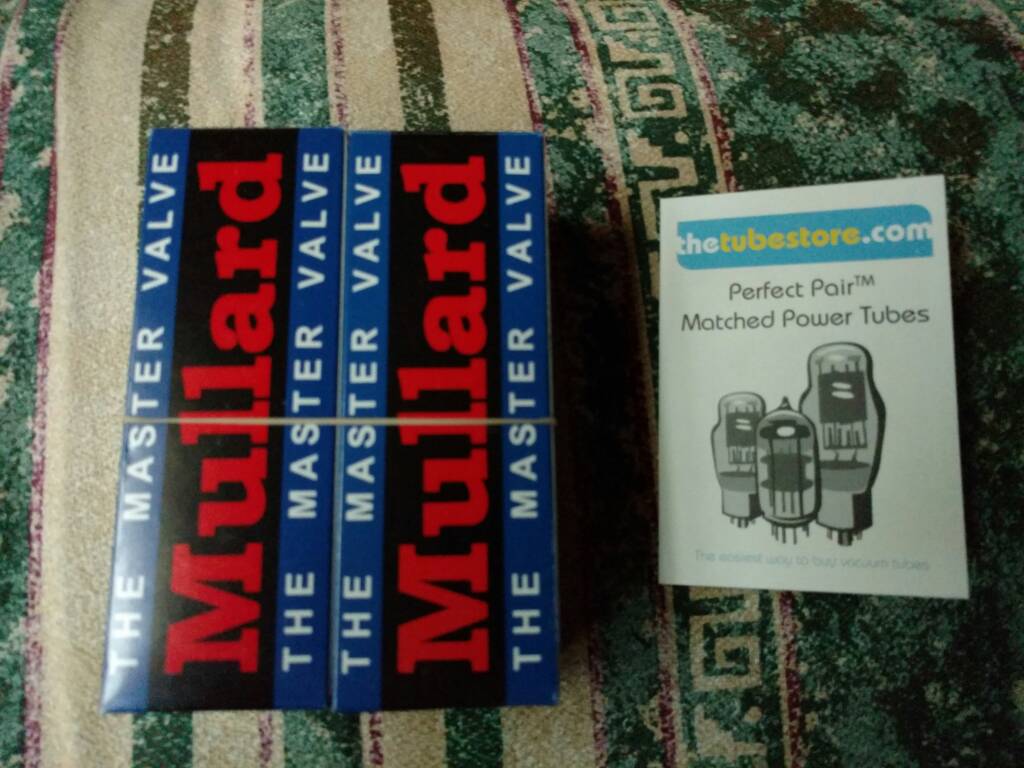 THE MASTER VALVE
Mullard
THE MASTER VALVE
THE MASTER VALVE
Mullard
THE MASTER VALVE
thetubestore.com
Perfect Pair™
Matched Power Tubes
The easiest way to buy vacuum tubes